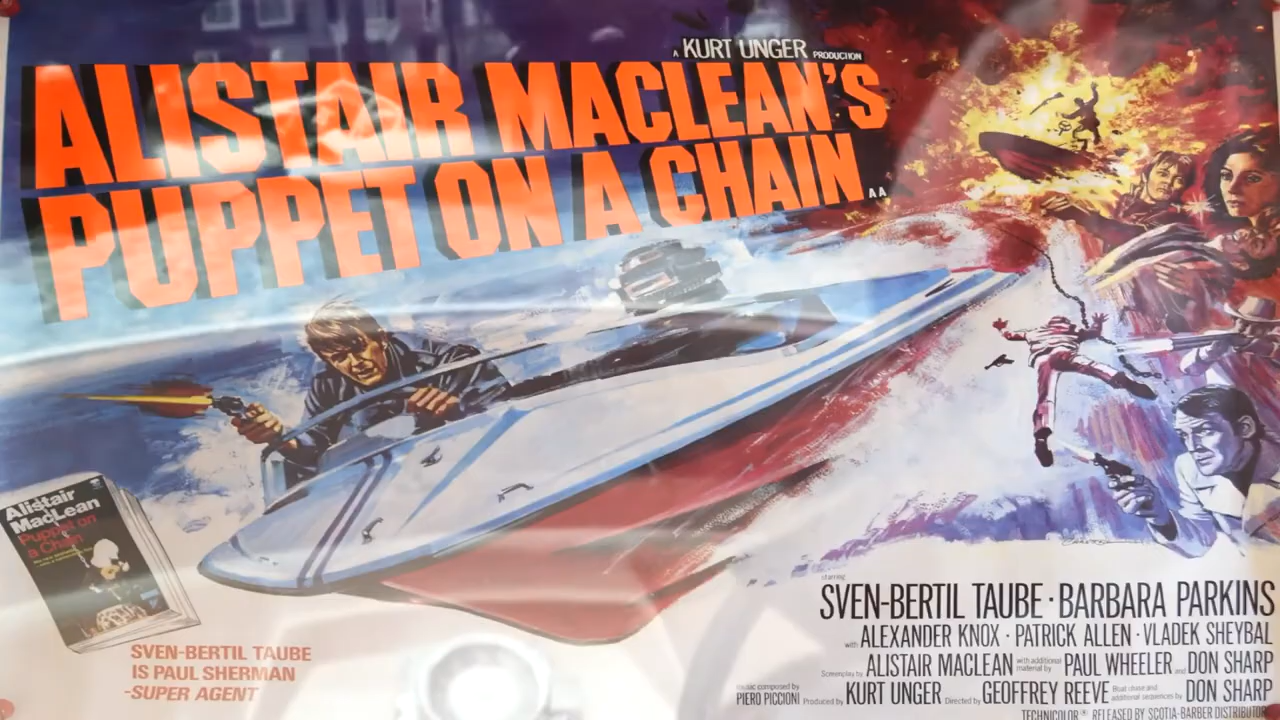 A KURT UNGER PRODUCTION
ALISTAIR MACLEAN'S
PUPPET ON A CHAIN AA
Alistair
MacLean
Puppet on
a Chain
SVEN-BERTIL TAUBE
IS PAUL SHERMAN
-SUPER AGENT
starring
SVEN-BERTIL TAUBE · BARBARA PARKINS
with ALEXANDER KNOX · PATRICK ALLEN · VLADEK SHEYBAL
Screenplay by ALISTAIR MACLEAN with additional material by PAUL WHEELER and DON SHARP
music composed by PIERO PICCIONI Produced by KURT UNGER Directed by GEOFFREY REEVE Boat chase and additional sequences by DON SHARP
TECHNICOLOR® RELEASED BY SCOTIA-BARBER DISTRIBUTOR